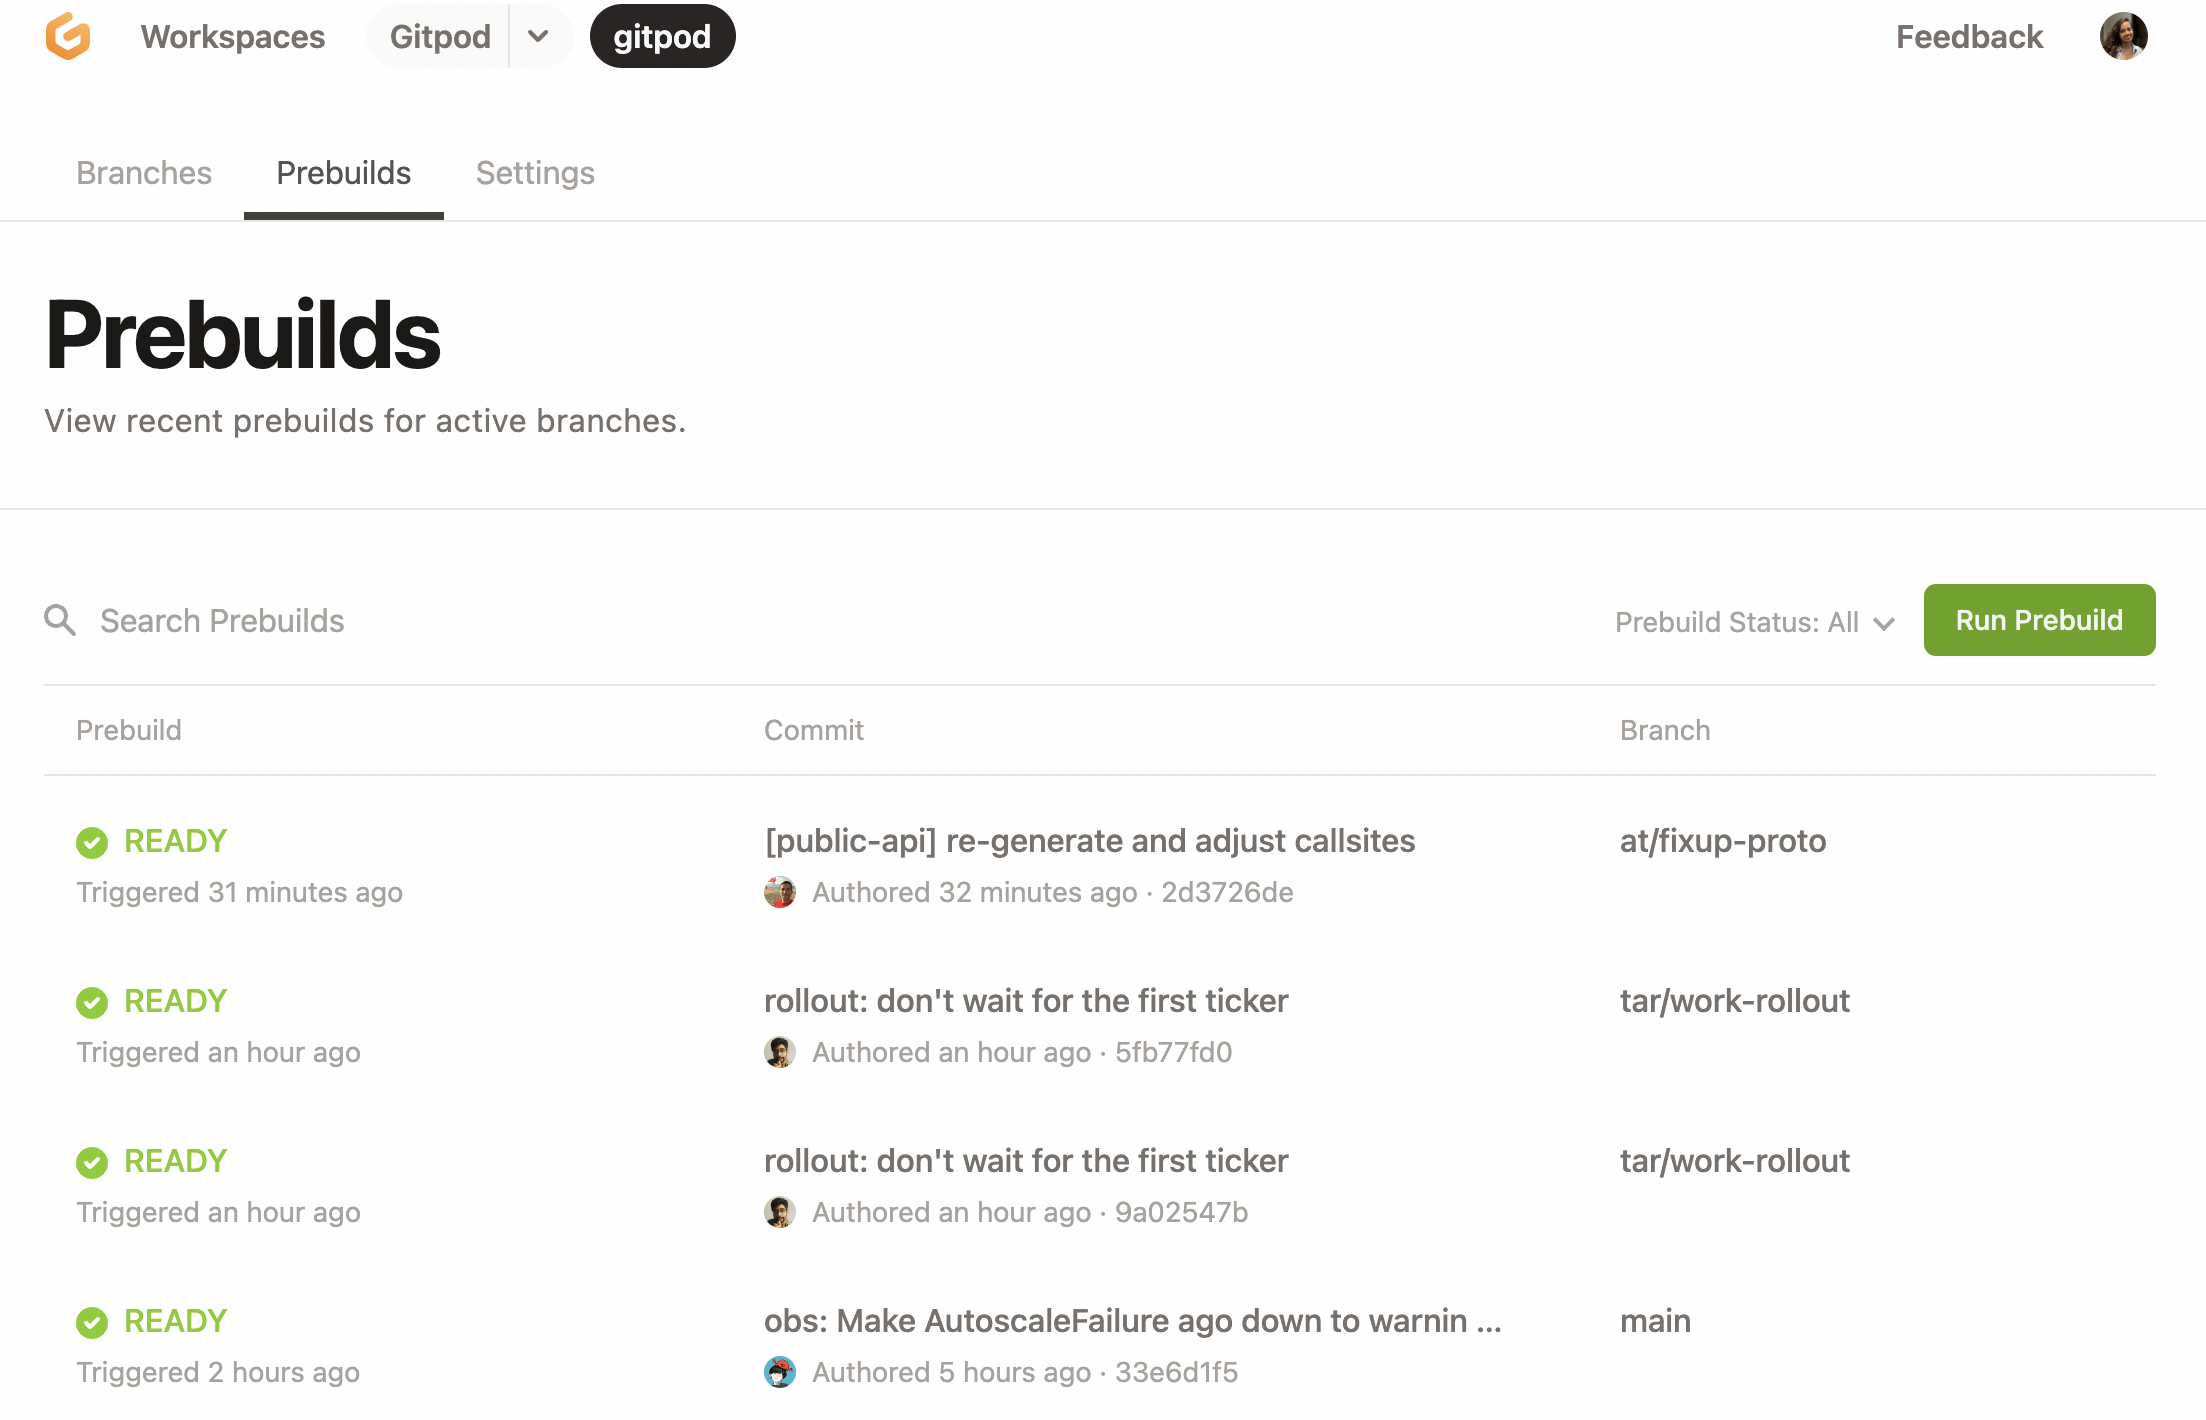 Workspaces Gitpod gitpod Feedback
Branches Prebuilds Settings
Prebuilds
View recent prebuilds for active branches.
Search Prebuilds Prebuild Status: All Run Prebuild
Prebuild Commit Branch
READY [public-api] re-generate and adjust callsites at/fixup-proto
Triggered 31 minutes ago Authored 32 minutes ago · 2d3726de
READY rollout: don't wait for the first ticker tar/work-rollout
Triggered an hour ago Authored an hour ago · 5fb77fd0
READY rollout: don't wait for the first ticker tar/work-rollout
Triggered an hour ago Authored an hour ago · 9a02547b
READY obs: Make AutoscaleFailure ago down to warnin ... main
Triggered 2 hours ago Authored 5 hours ago · 33e6d1f5